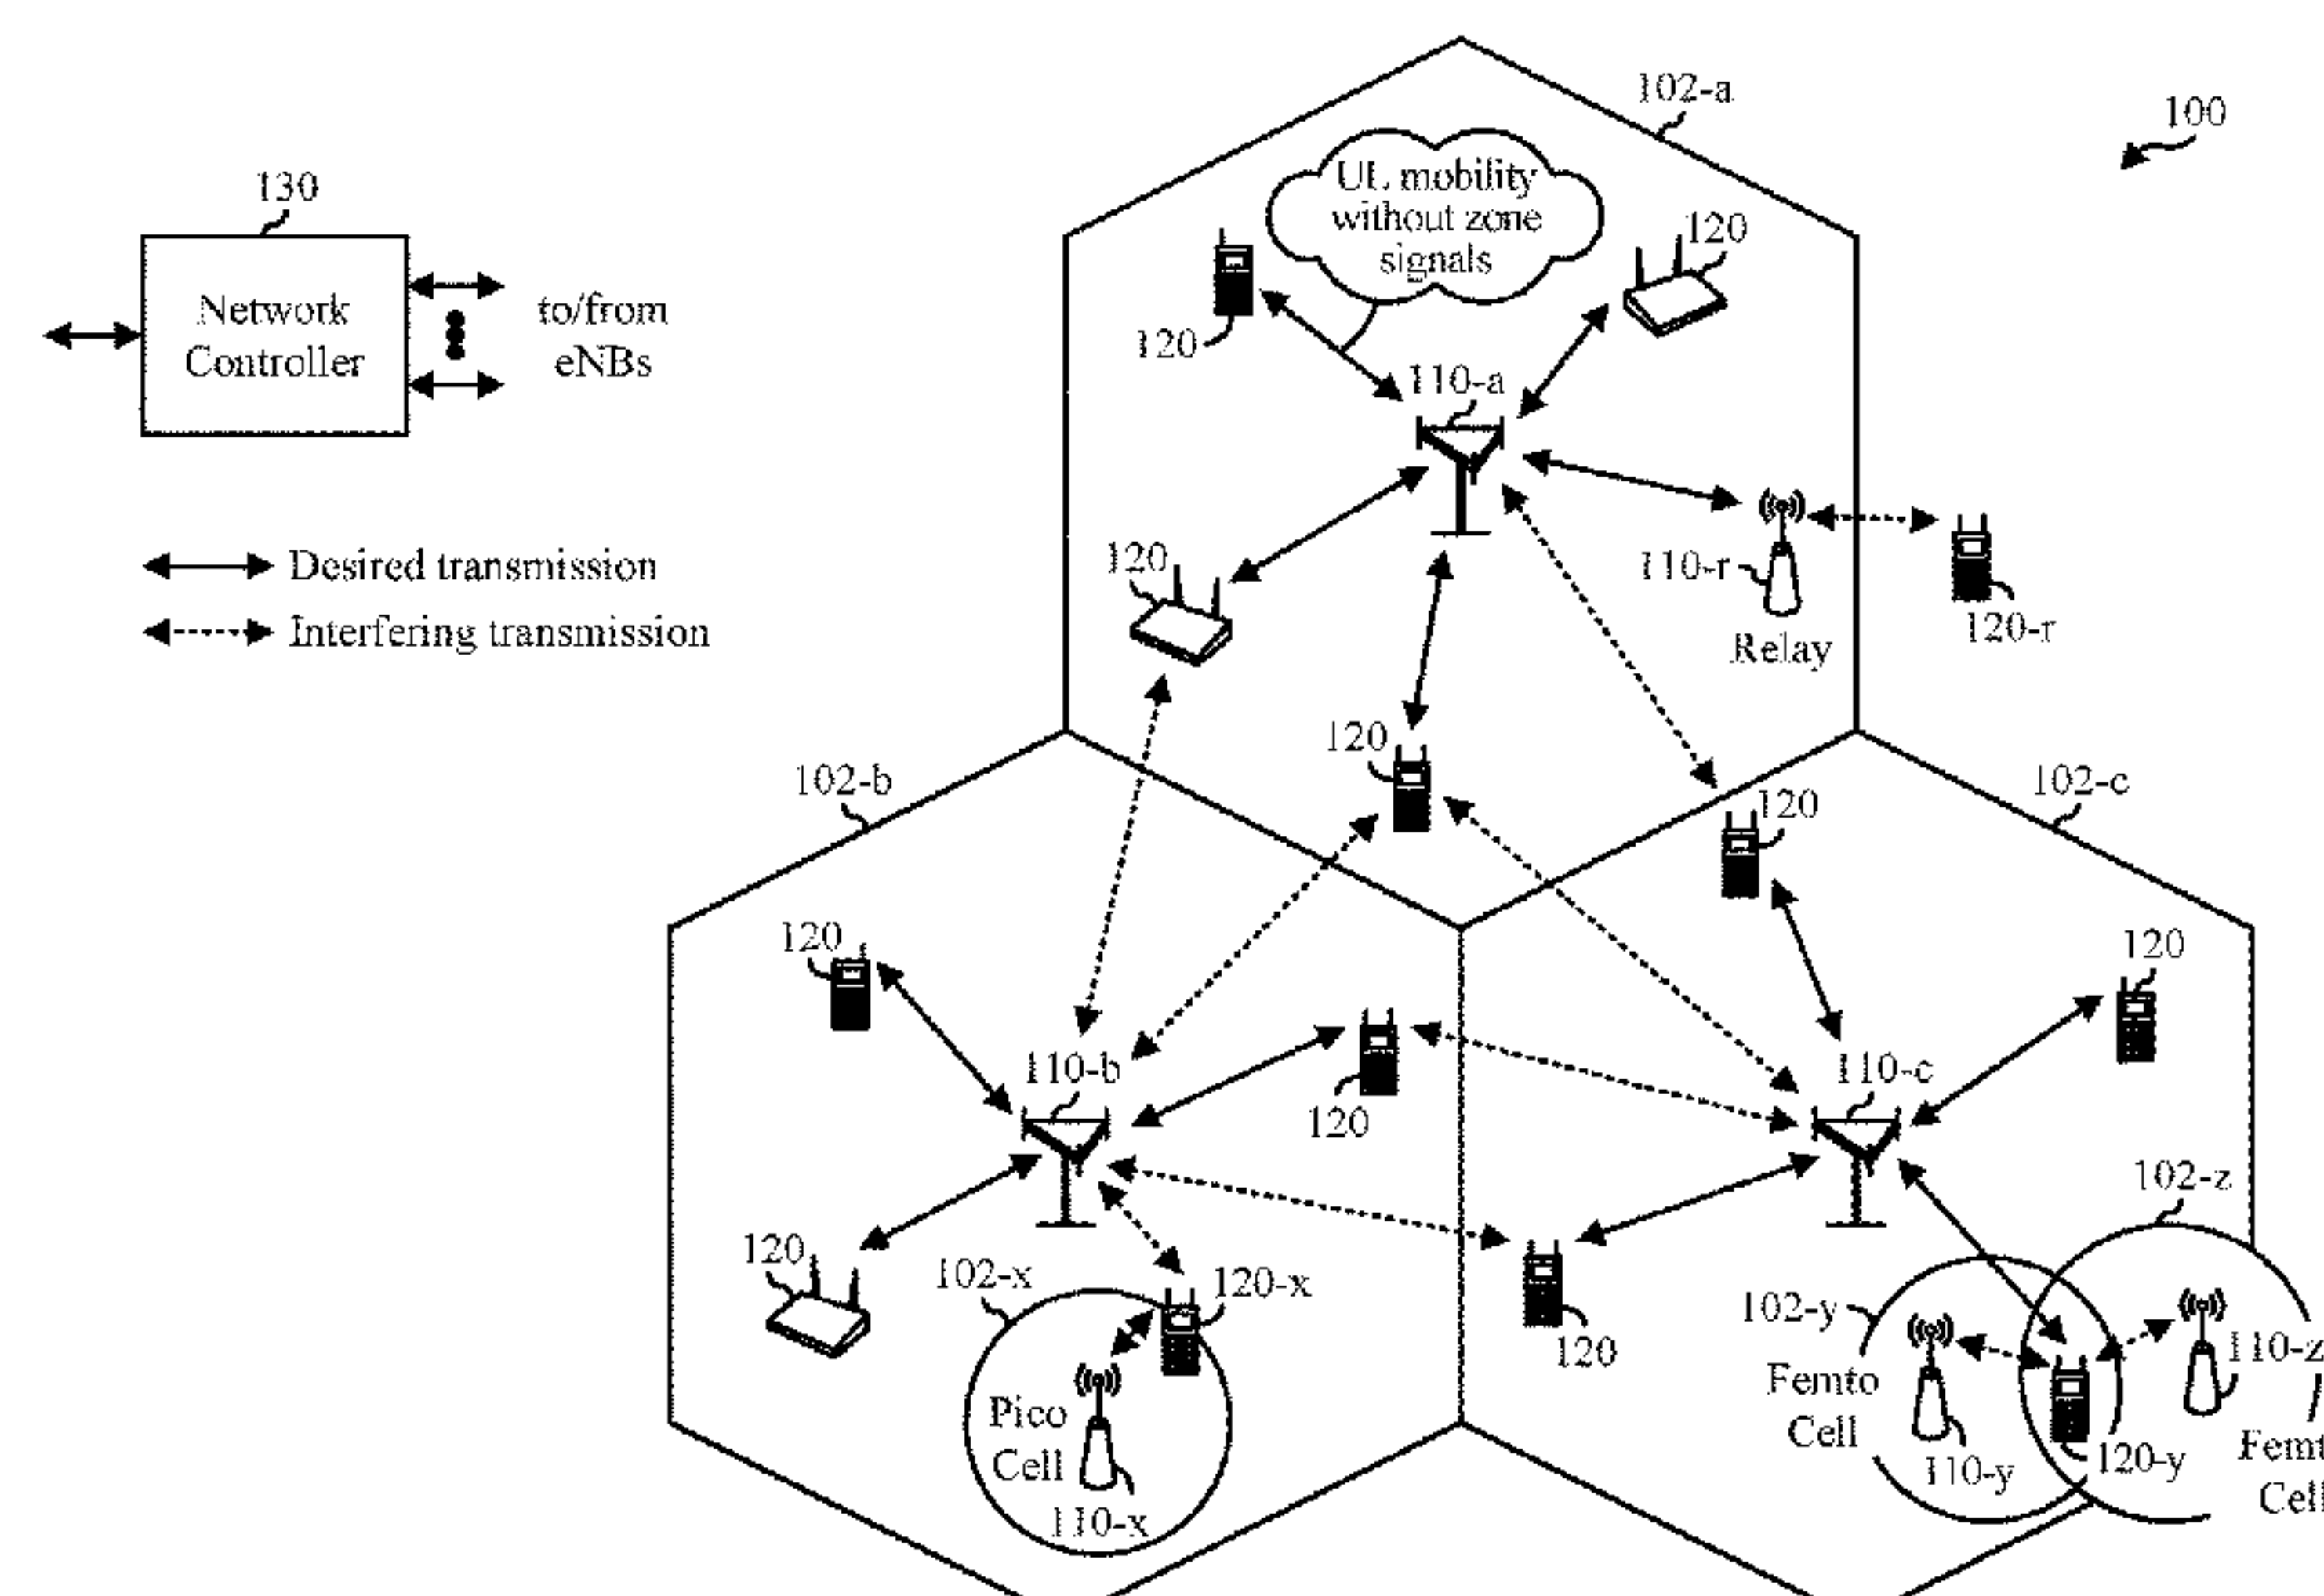 102-a
100
130
UL mobility
without zone
signals
120
120
Network
Controller
to/from
eNBs
120
110-a
Desired transmission
Interfering transmission
120
110-r
Relay
120-r
120
102-b
102-c
120
120
120
110-b
120
110-c
102-z
120
102-x
120-x
120
102-y
Femto
Cell
110-z
Pico
Cell
110-x
110-y
120-y
Femt
Cell